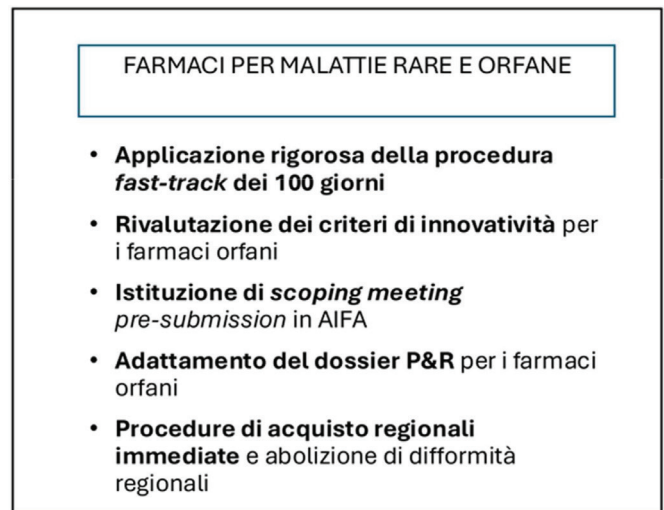 FARMACI PER MALATTIE RARE E ORFANE
• Applicazione rigorosa della procedura
fast-track dei 100 giorni
• Rivalutazione dei criteri di innovatività per
i farmaci orfani
• Istituzione di scoping meeting
pre-submission in AIFA
• Adattamento del dossier P&R per i farmaci
orfani
• Procedure di acquisto regionali
immediate e abolizione di difformità
regionali